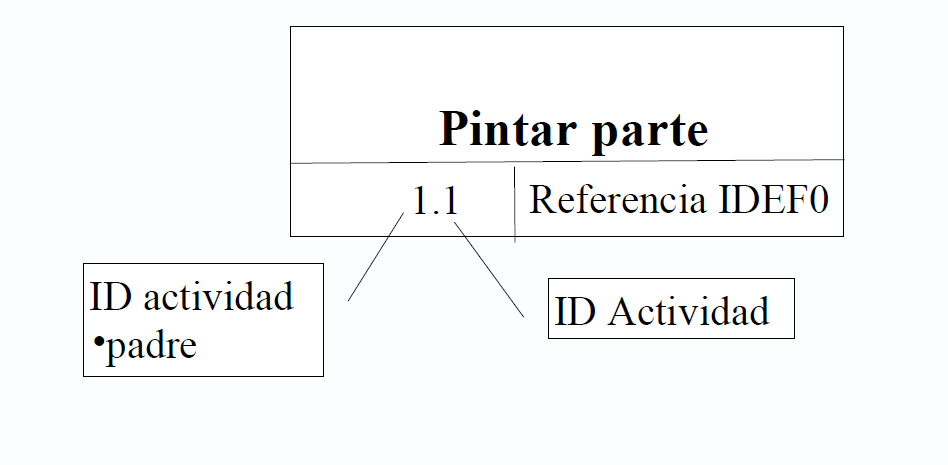 Pintar parte
1.1
Referencia IDEF0
ID actividad
•padre
ID Actividad